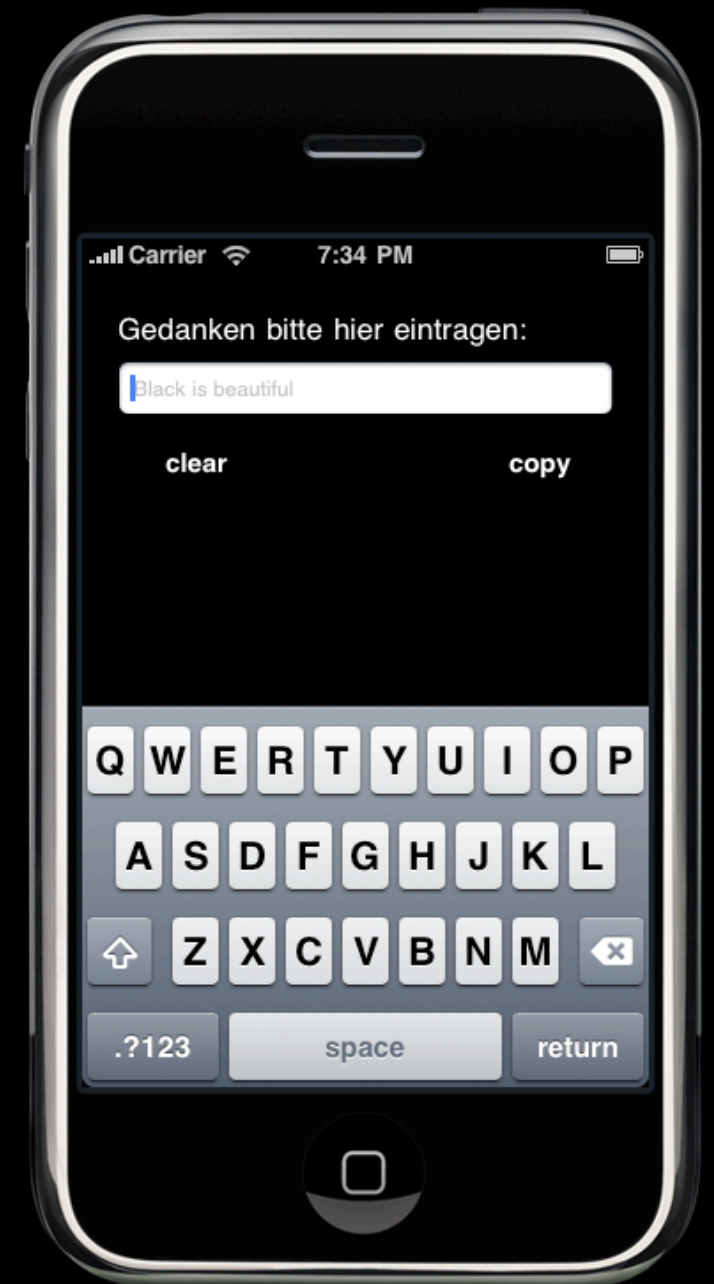 Carrier 7:34 PM
Gedanken bitte hier eintragen:
Black is beautiful
clear copy
Q W E R T Y U I O P
A S D F G H J K L
Z X C V B N M
.?123 space return